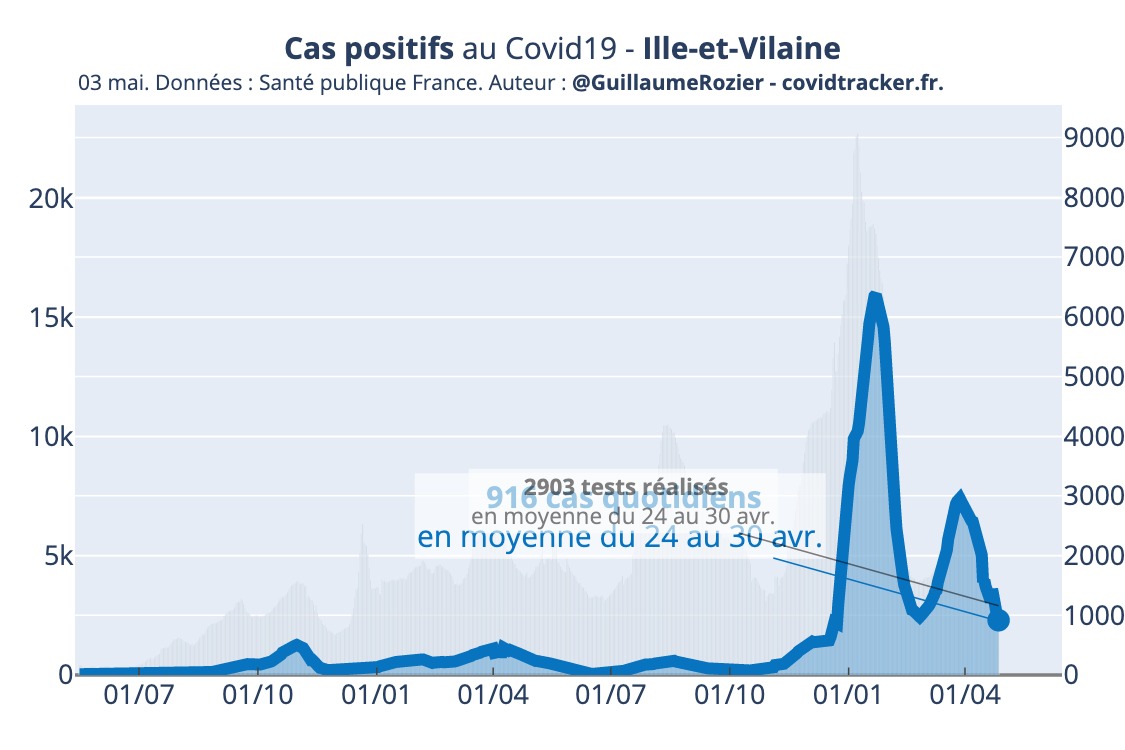 Cas positifs au Covid19 - Ille-et-Vilaine
03 mai. Données : Santé publique France. Auteur : @GuillaumeRozier - covidtracker.fr.
9000
20k
8000
7000
15k
6000
5000
10k
4000
2903 tests réalisés
916 cas quotidiens
3000
en moyenne du 24 au 30 avr.
en moyenne du 24 au 30 avr.
5k
2000
1000
0
0
01/07
01/10
01/01
01/04
01/07
01/10
01/01
01/04